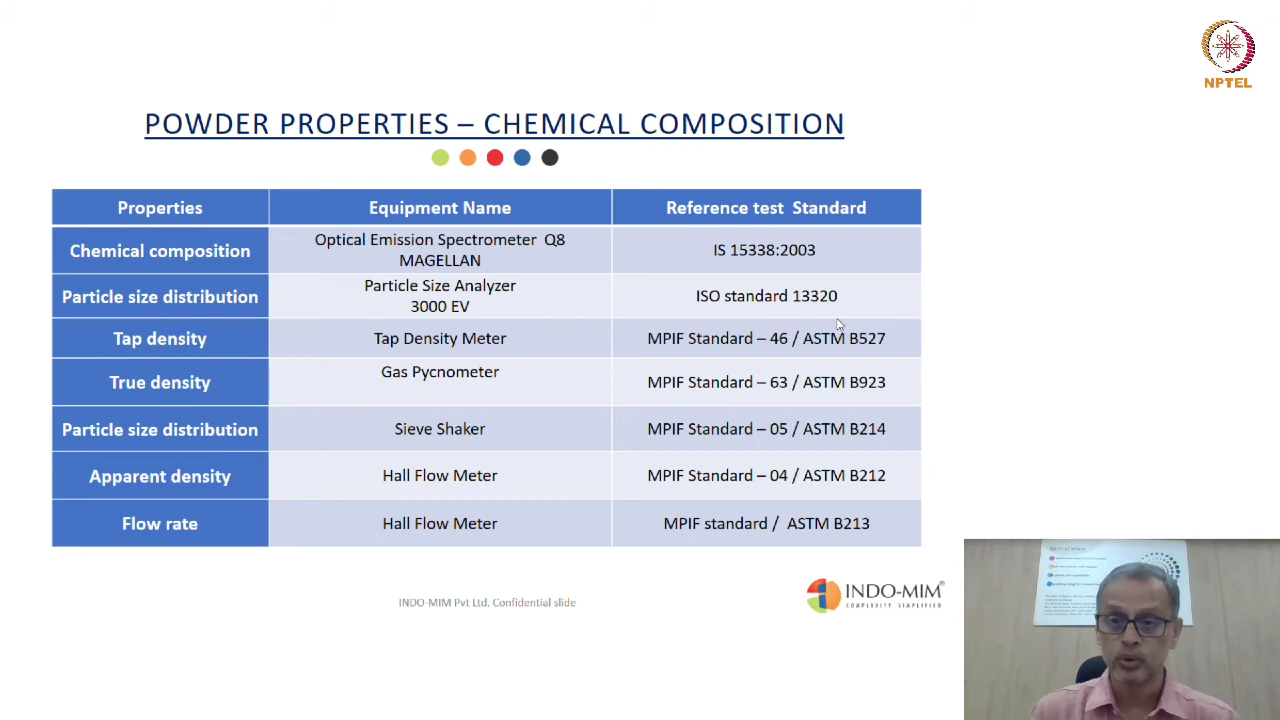 NPTEL
POWDER PROPERTIES – CHEMICAL COMPOSITION
Properties
Equipment Name
Reference test Standard
Chemical composition
Optical Emission Spectrometer Q8
MAGELLAN
IS 15338:2003
Particle size distribution
Particle Size Analyzer
3000 EV
ISO standard 13320
Tap density
Tap Density Meter
MPIF Standard – 46 / ASTM B527
True density
Gas Pycnometer
MPIF Standard – 63 / ASTM B923
Particle size distribution
Sieve Shaker
MPIF Standard – 05 / ASTM B214
Apparent density
Hall Flow Meter
MPIF Standard – 04 / ASTM B212
Flow rate
Hall Flow Meter
MPIF standard / ASTM B213
INDO-MIM Pvt Ltd. Confidential slide
INDO-MIM®
COMPLEXITY SIMPLIFIED